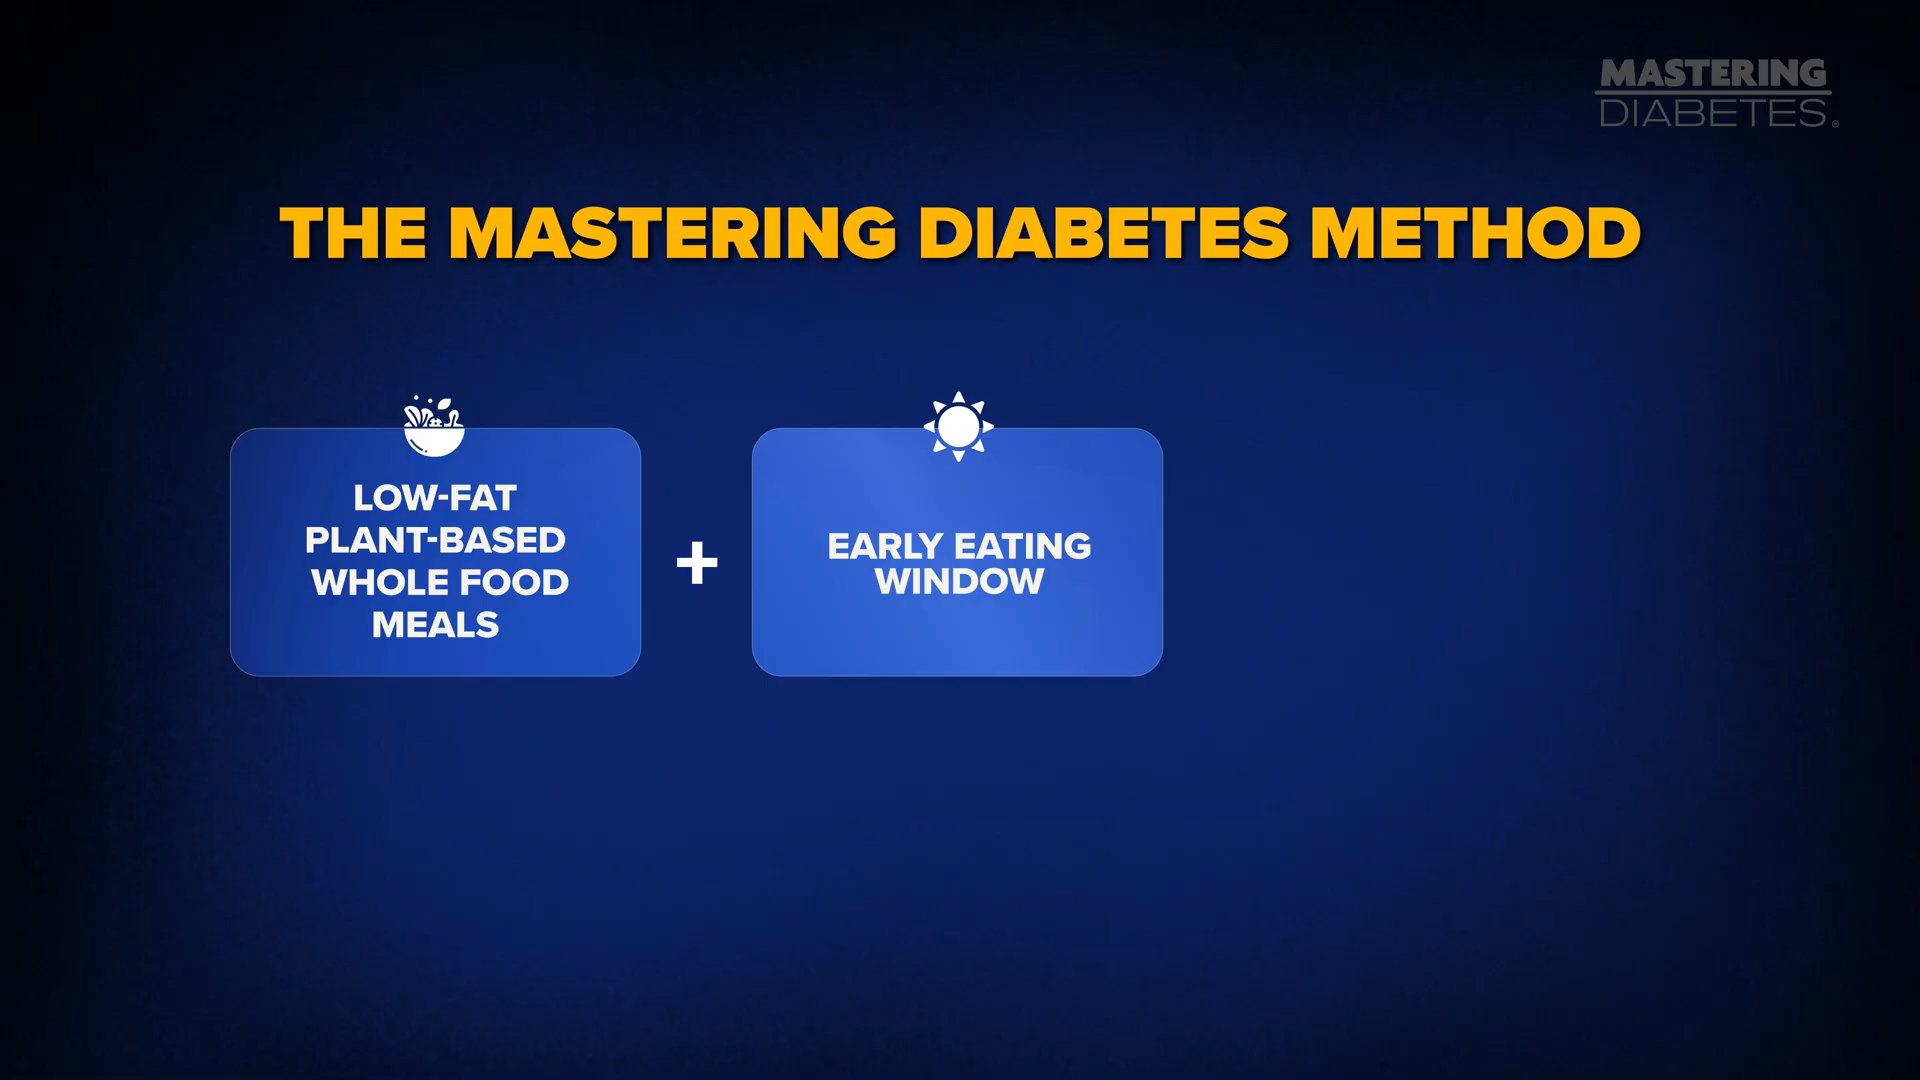 MASTERING
DIABETES®
THE MASTERING DIABETES METHOD
LOW-FAT
PLANT-BASED
WHOLE FOOD
MEALS
+
EARLY EATING
WINDOW